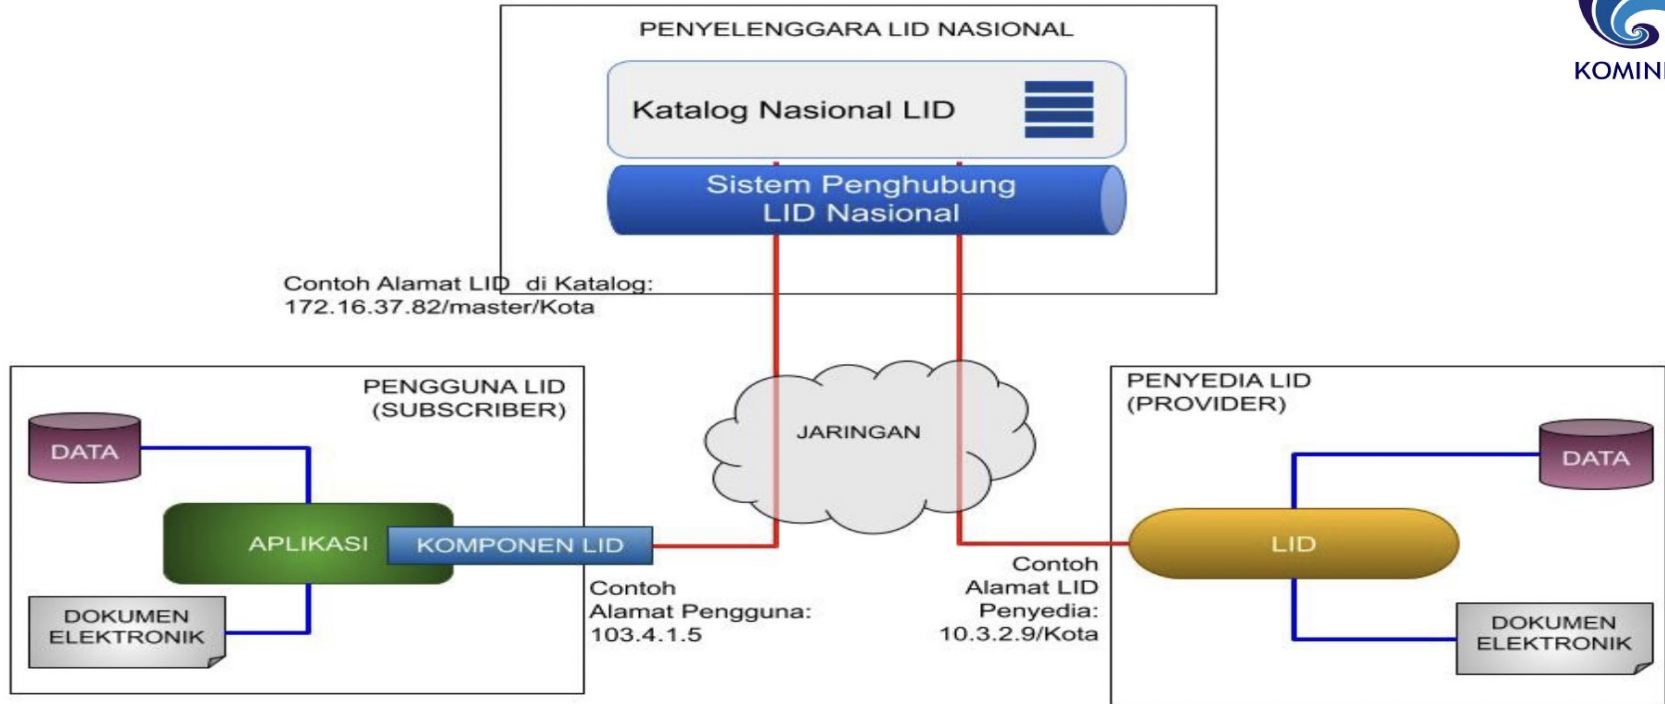 PENYELENGGARA LID NASIONAL
KOMIN
Katalog Nasional LID
Sistem Penghubung
LID Nasional
Contoh Alamat LID di Katalog:
172.16.37.82/master/Kota
PENGGUNA LID
(SUBSCRIBER)
DATA
APLIKASI
KOMPONEN LID
DOKUMEN
ELEKTRONIK
Contoh
Alamat Pengguna:
103.4.1.5
JARINGAN
PENYEDIA LID
(PROVIDER)
DATA
LID
Contoh
Alamat LID
Penyedia:
10.3.2.9/Kota
DOKUMEN
ELEKTRONIK